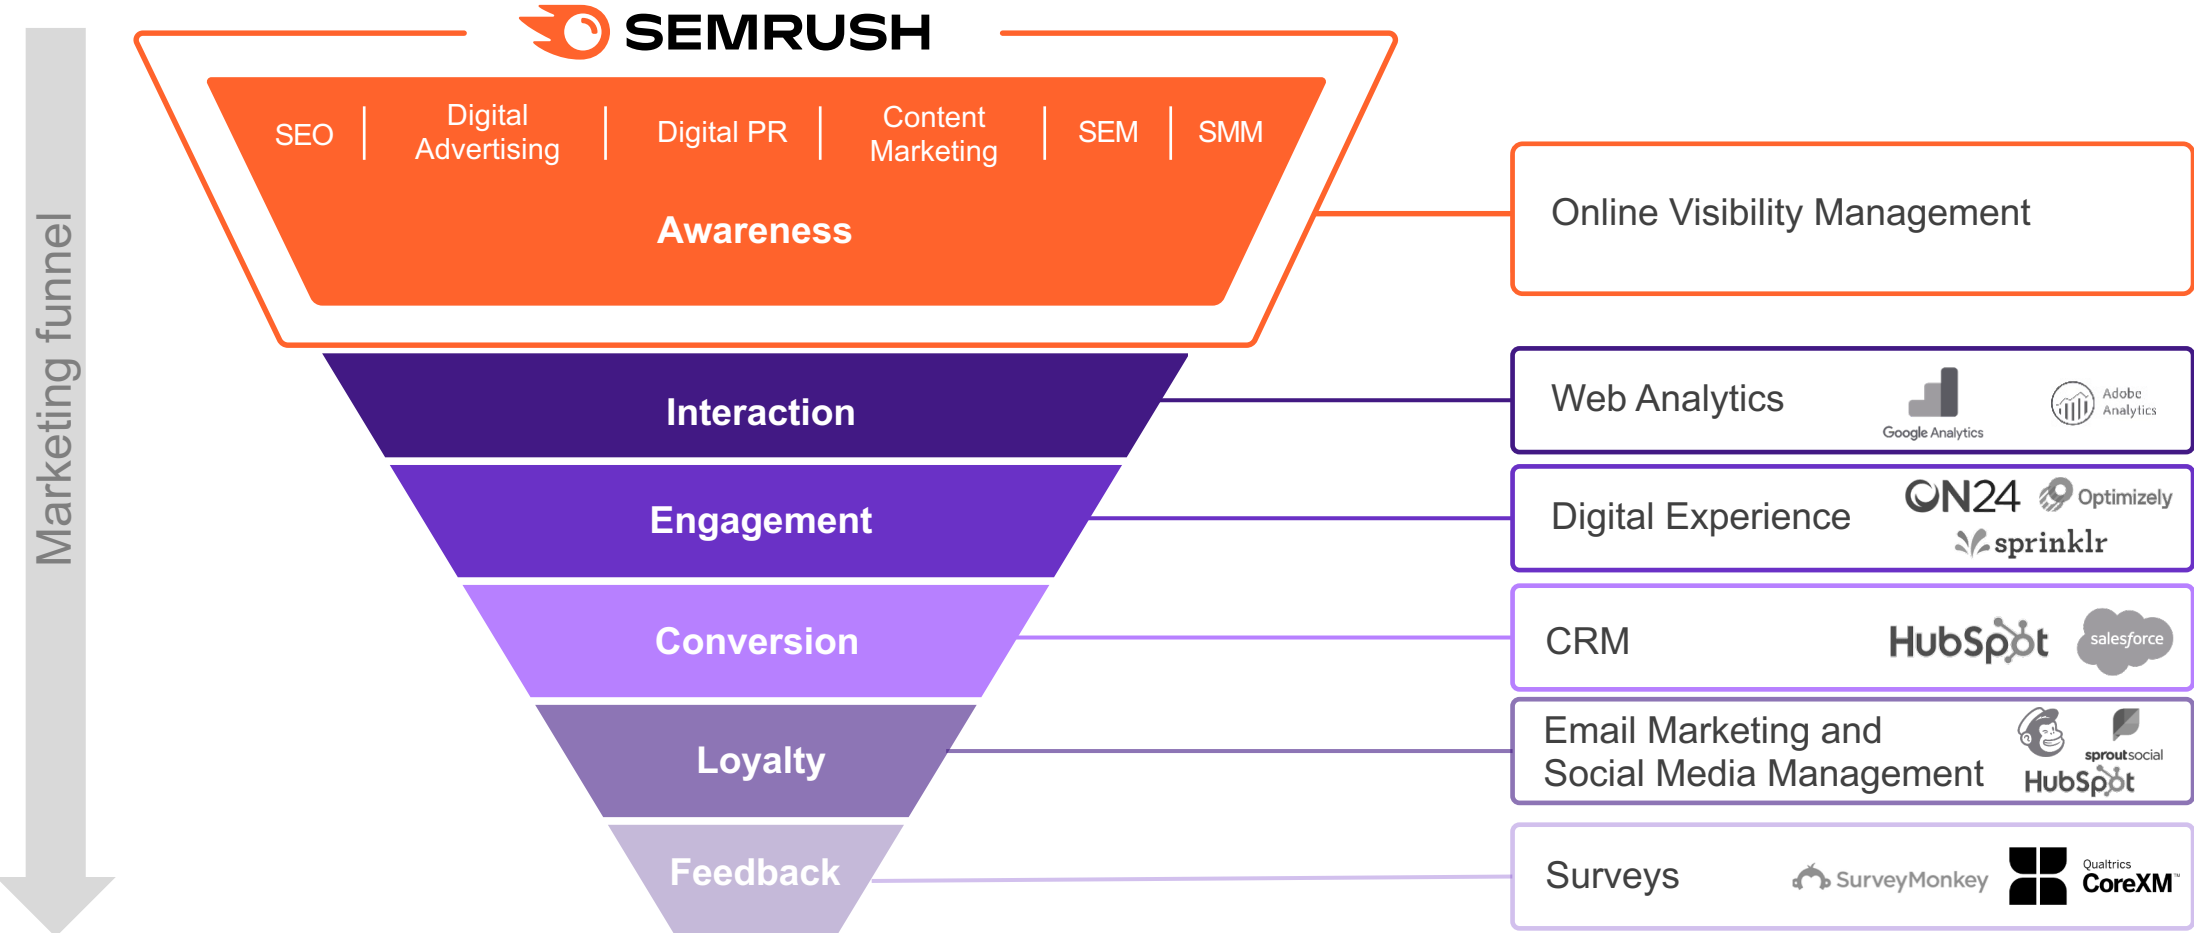 SEMRUSH
SEO
Digital
Advertising
Digital PR
Content
Marketing
SEM
SMM
Awareness
Online Visibility Management
Marketing funnel
Interaction
Web Analytics
Google Analytics
Adobe
Analytics
Engagement
Digital Experience
ON24
Optimizely
sprinklr
Conversion
CRM
HubSpot
salesforce
Loyalty
Email Marketing and
Social Media Management
sproutsocial
HubSpot
Feedback
Surveys
SurveyMonkey
Qualtrics
CoreXM™